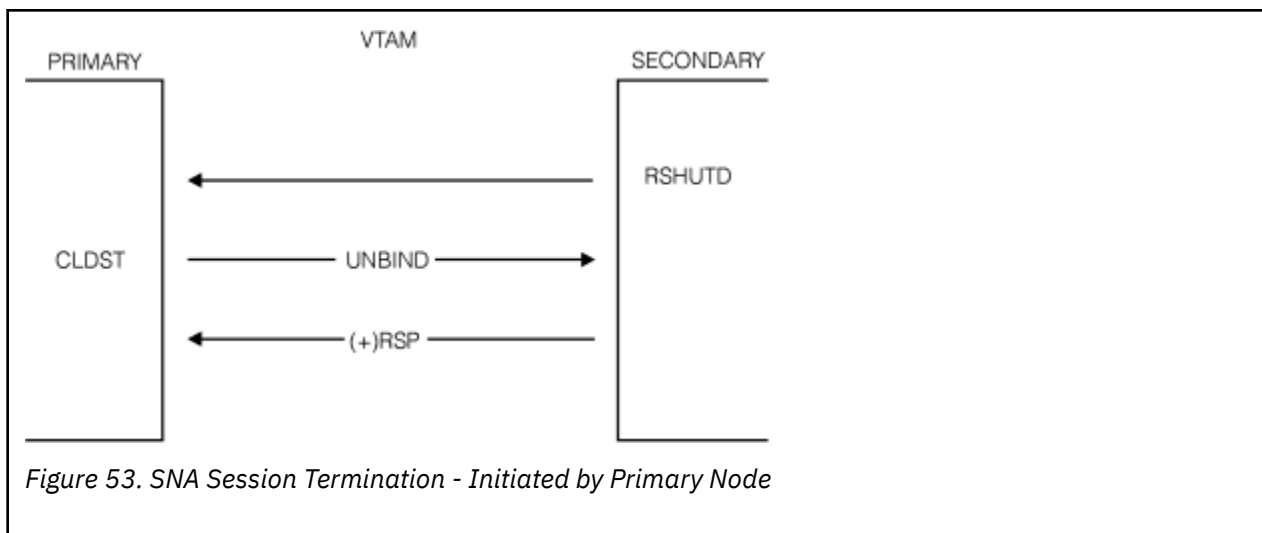 VTAM
PRIMARY
SECONDARY
RSHUTD
CLDST
UNBIND
(+)RSP
Figure 53. SNA Session Termination - Initiated by Primary Node